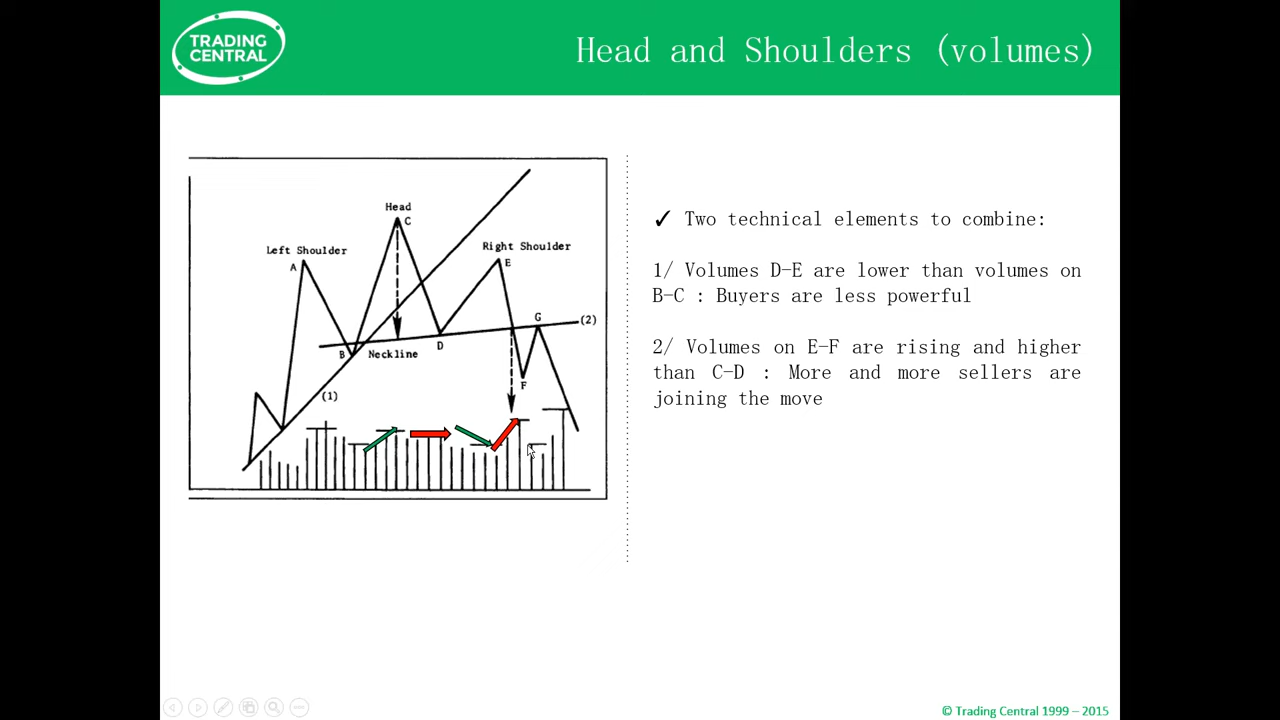 TRADING
CENTRAL
Head and Shoulders (volumes)
Head
C
Left Shoulder
A
Right Shoulder
E
G
(2)
B
Neckline
D
F
(1)
✓ Two technical elements to combine:
1/ Volumes D-E are lower than volumes on
B-C : Buyers are less powerful
2/ Volumes on E-F are rising and higher
than C-D : More and more sellers are
joining the move
© Trading Central 1999 – 2015